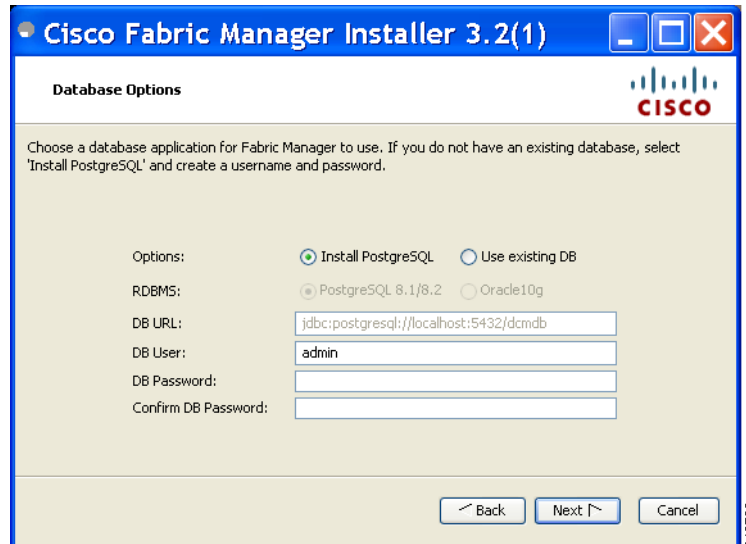 Cisco Fabric Manager Installer 3.2(1)
Database Options
CISCO
Choose a database application for Fabric Manager to use. If you do not have an existing database, select
'Install PostgreSQL' and create a username and password.
Options: Install PostgreSQL Use existing DB
RDBMS: PostgreSQL 8.1/8.2 Oracle10g
DB URL: jdbc:postgresql://localhost:5432/dcmdb
DB User: admin
DB Password:
Confirm DB Password:
Back Next Cancel